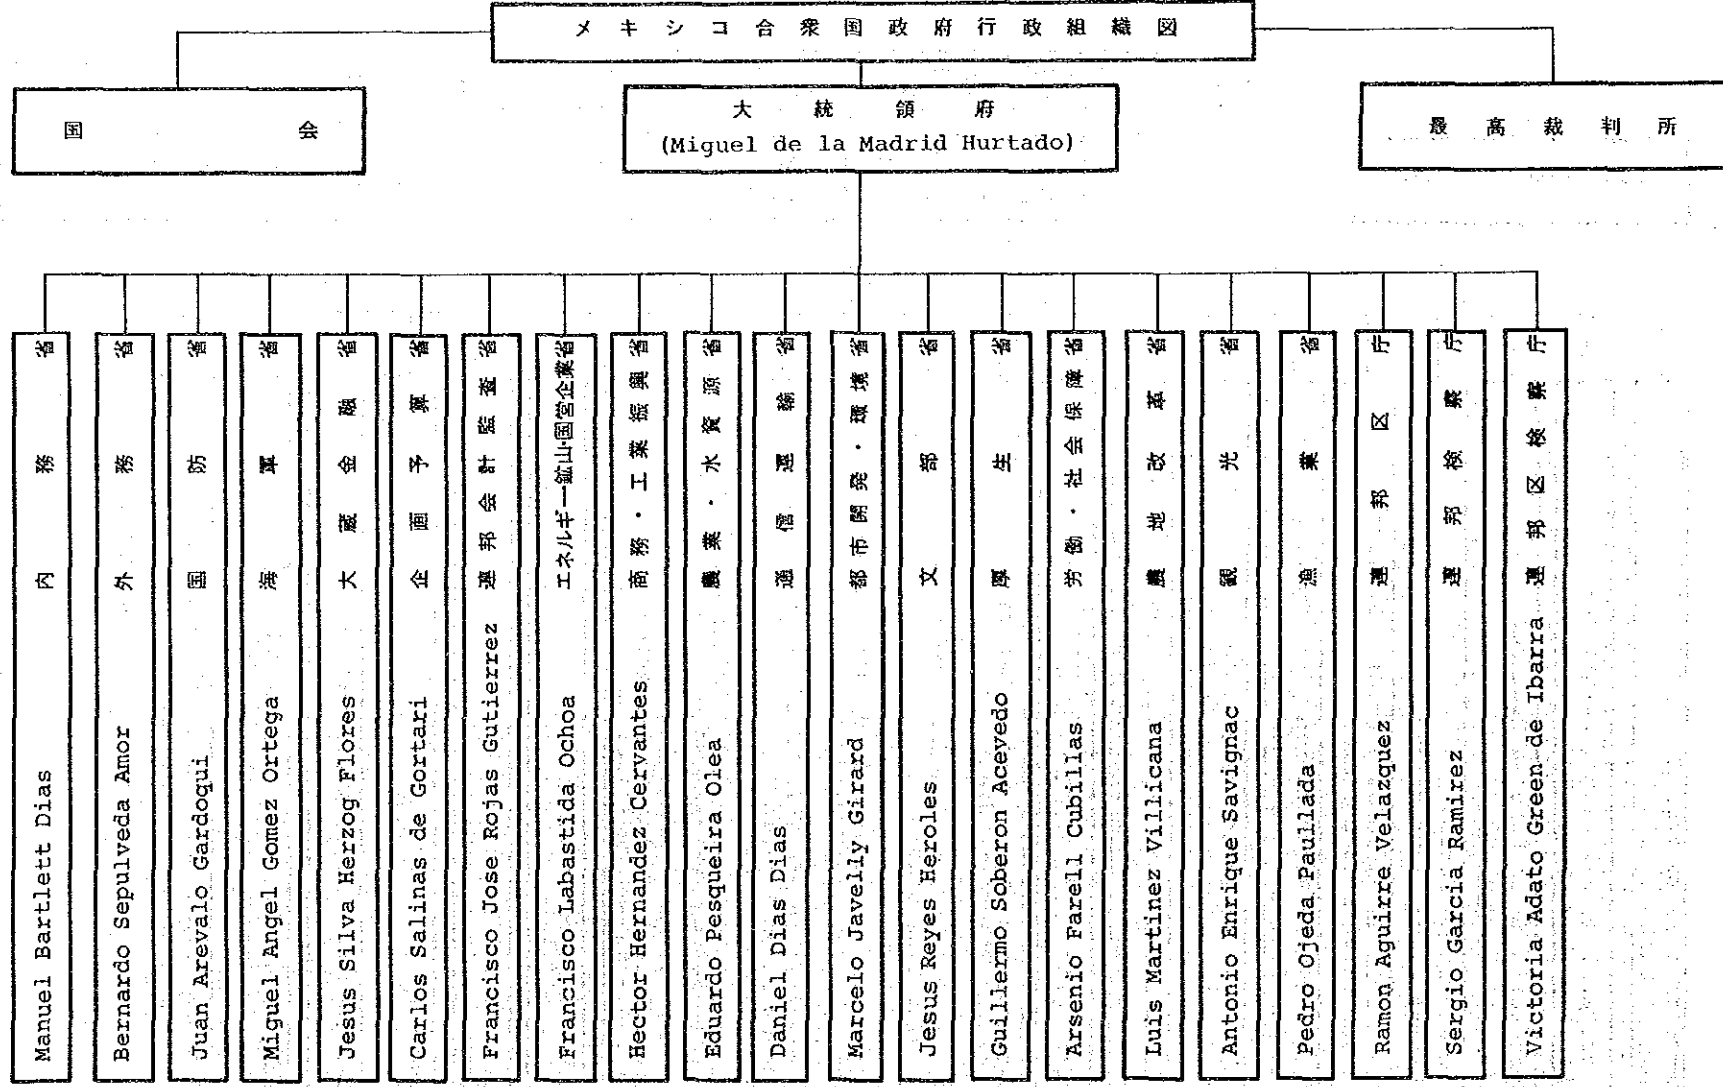 メキシコ合衆国政府行政組織図
国会
大統領府
(Miguel de la Madrid Hurtado)
最高裁判所
内務省 Manuel Bartlett Dias
外務省 Bernardo Sepulveda Amor
国防省 Juan Arevalo Gardoqui
海軍省 Miguel Angel Gomez Ortega
大蔵金融省 Jesus Silva Herzog Flores
企画予算省 Carlos Salinas de Gortari
連邦会計監査省 Francisco Jose Rojas Gutierrez
エネルギー鉱山・国営企業省 Francisco Labastida Ochoa
商務・工業振興省 Hector Hernandez Cervantes
農業・水資源省 Eduardo Pesqueira Olea
通信運輸省 Daniel Dias Dias
都市開発・環境省 Marcelo Javelly Girard
文部省 Jesus Reyes Heroles
厚生省 Guillermo Soberon Acevedo
労働・社会保障省 Arsenio Farell Cubillas
農地改革省 Luis Martinez Villicana
観光省 Antonio Enrique Savignac
漁業省 Pedro Ojeda Paullada
連邦区庁 Ramon Aguirre Velazquez
連邦検察庁 Sergio Garcia Ramirez
連邦区検察庁 Victoria Adato Green de Ibarra